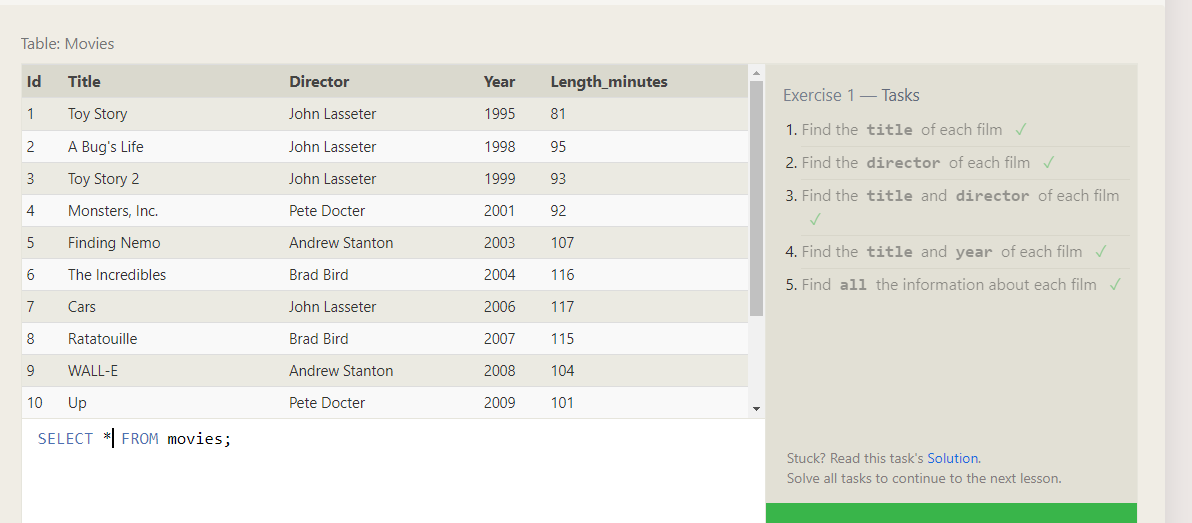 Table: Movies
Id Title Director Year Length_minutes
1 Toy Story John Lasseter 1995 81
2 A Bug's Life John Lasseter 1998 95
3 Toy Story 2 John Lasseter 1999 93
4 Monsters, Inc. Pete Docter 2001 92
5 Finding Nemo Andrew Stanton 2003 107
6 The Incredibles Brad Bird 2004 116
7 Cars John Lasseter 2006 117
8 Ratatouille Brad Bird 2007 115
9 WALL-E Andrew Stanton 2008 104
10 Up Pete Docter 2009 101
SELECT * FROM movies;
Exercise 1 — Tasks
1. Find the title of each film ✓
2. Find the director of each film ✓
3. Find the title and director of each film
✓
4. Find the title and year of each film ✓
5. Find all the information about each film ✓
Stuck? Read this task's Solution.
Solve all tasks to continue to the next lesson.